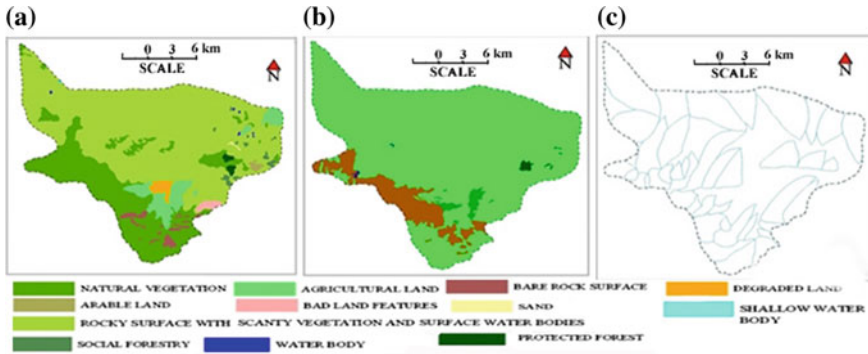 (a) (b) (c)
0 3 6 km
SCALE
N
0 3 6 km
SCALE
N
0 3 6 km
SCALE
N
NATURAL VEGETATION AGRICULTURAL LAND BARE ROCK SURFACE DEGRADED LAND
ARABLE LAND BAD LAND FEATURES SAND SHALLOW WATER BODY
ROCKY SURFACE WITH SCANTY VEGETATION AND SURFACE WATER BODIES
SOCIAL FORESTRY WATER BODY PROTECTED FOREST